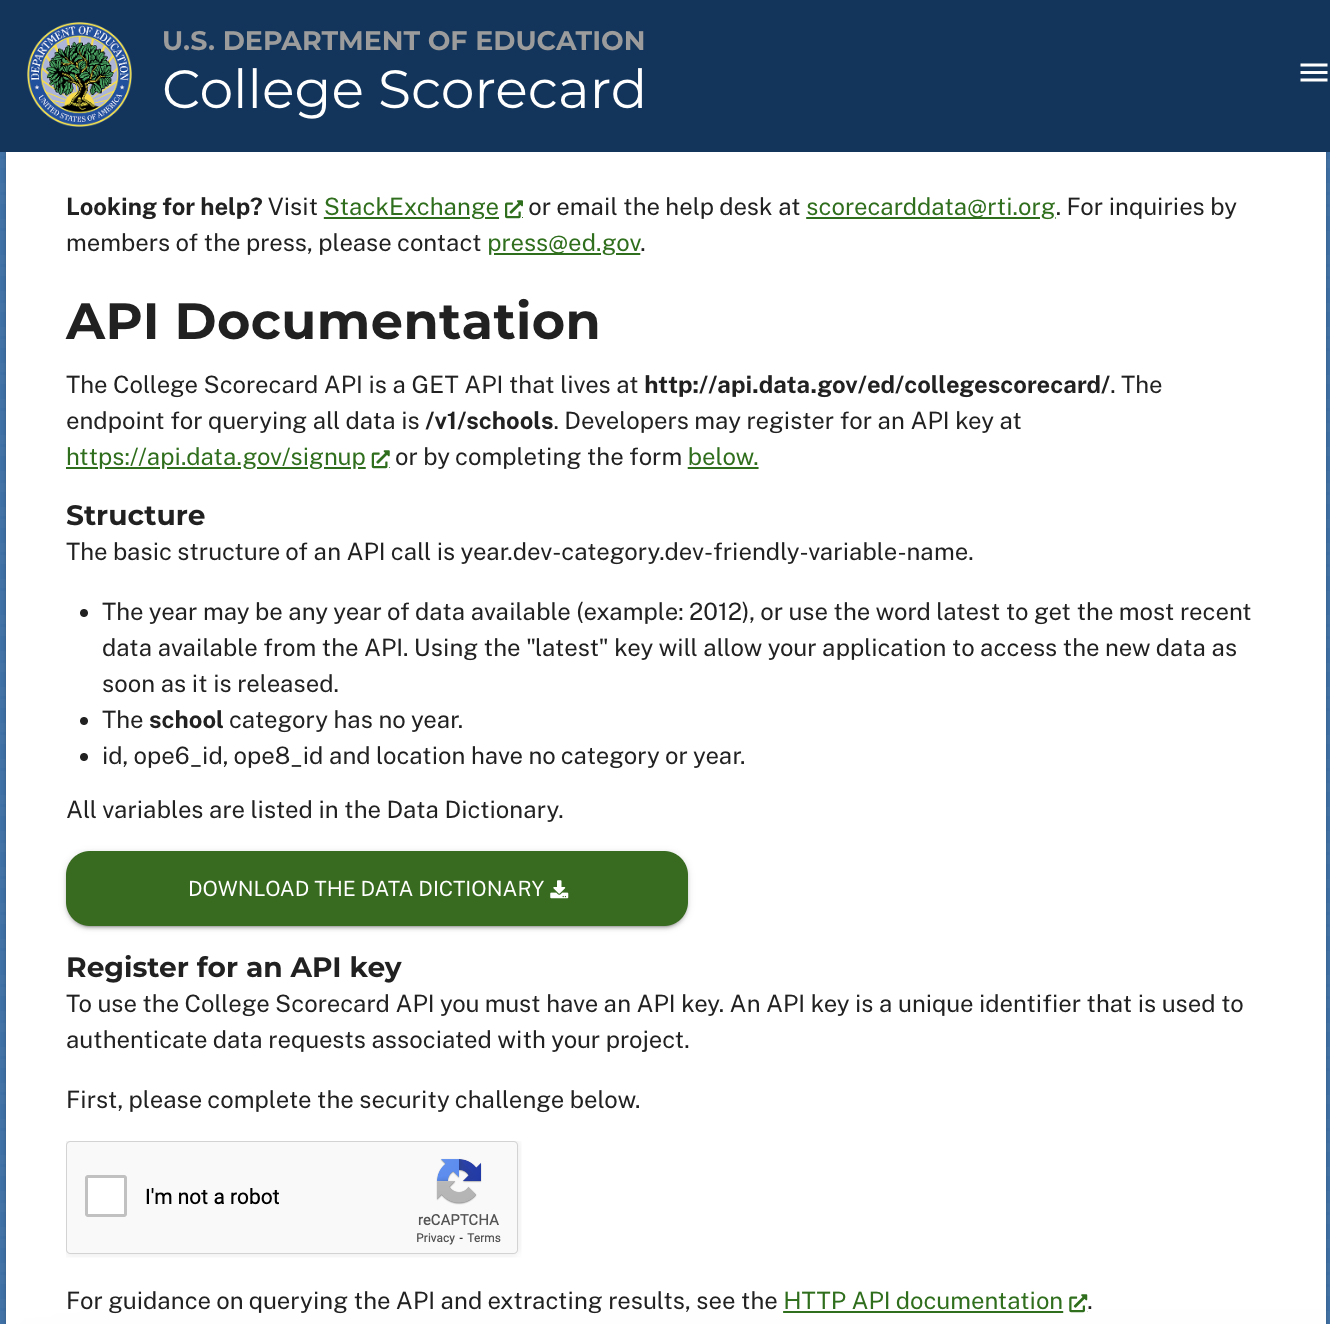 DEPARTMENT OF EDUCATION
UNITED STATES OF AMERICA
U.S. DEPARTMENT OF EDUCATION
College Scorecard
Looking for help? Visit StackExchange or email the help desk at scorecarddata@rti.org. For inquiries by
members of the press, please contact press@ed.gov.
API Documentation
The College Scorecard API is a GET API that lives at http://api.data.gov/ed/collegescorecard/. The
endpoint for querying all data is /v1/schools. Developers may register for an API key at
https://api.data.gov/signup or by completing the form below.
Structure
The basic structure of an API call is year.dev-category.dev-friendly-variable-name.
• The year may be any year of data available (example: 2012), or use the word latest to get the most recent
data available from the API. Using the "latest" key will allow your application to access the new data as
soon as it is released.
• The school category has no year.
• id, ope6_id, ope8_id and location have no category or year.
All variables are listed in the Data Dictionary.
DOWNLOAD THE DATA DICTIONARY
Register for an API key
To use the College Scorecard API you must have an API key. An API key is a unique identifier that is used to
authenticate data requests associated with your project.
First, please complete the security challenge below.
I'm not a robot
reCAPTCHA
Privacy - Terms
For guidance on querying the API and extracting results, see the HTTP API documentation.